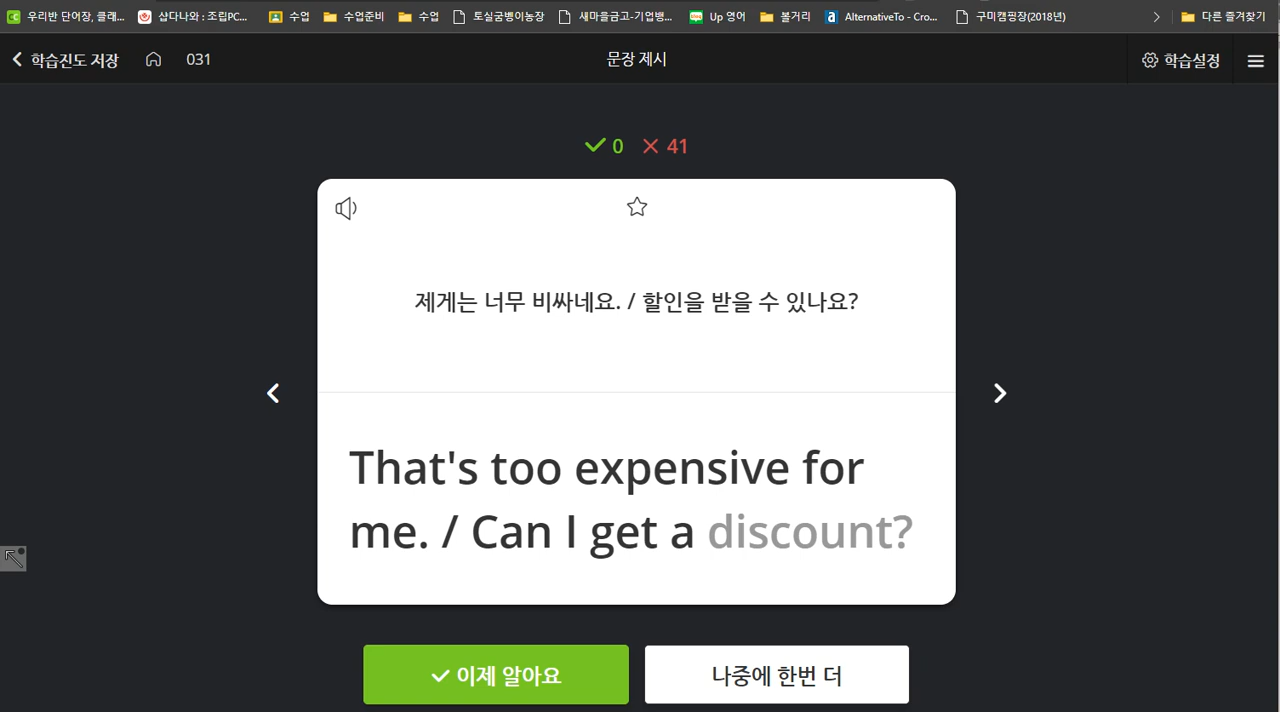 우리반 단어장, 클래... 샵다나와 : 조립PC... 수업 수업준비 수업 토실굼벵이농장 새마을금고-기업뱅... Up 영어 볼거리 AlternativeTo - Cro... 구미캠핑장(2018년) 다른 즐겨찾기
학습진도 저장 031 문장 제시 학습설정
0 41
제게는 너무 비싸네요. / 할인을 받을 수 있나요?
That's too expensive for
me. / Can I get a discount?
이제 알아요 나중에 한번 더